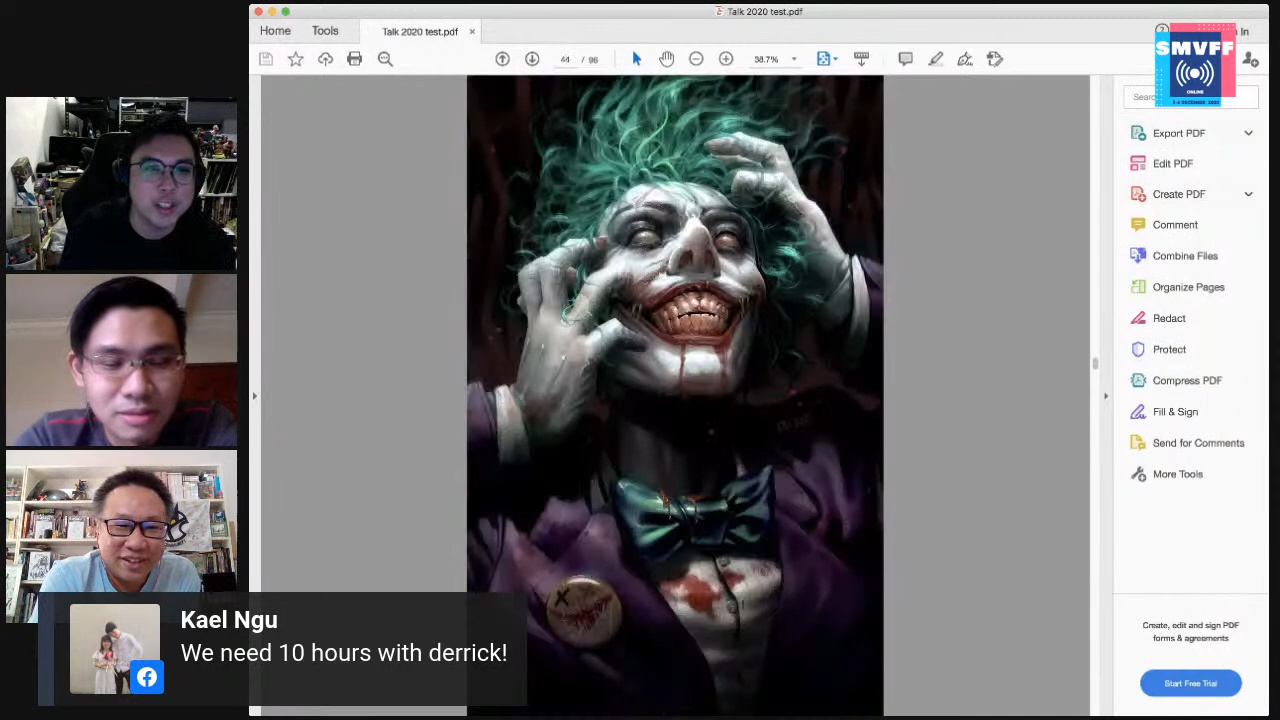 Talk 2020 test.pdf
Home
Tools
Talk 2020 test.pdf
44 / 96
38.7%
In
SMVFF
ONLINE
Export PDF
Edit PDF
Create PDF
Comment
Combine Files
Organize Pages
Redact
Protect
Compress PDF
Fill & Sign
Send for Comments
More Tools
Create, edit and sign PDF
forms & agreements
Start Free Trial
Kael Ngu
We need 10 hours with derrick!